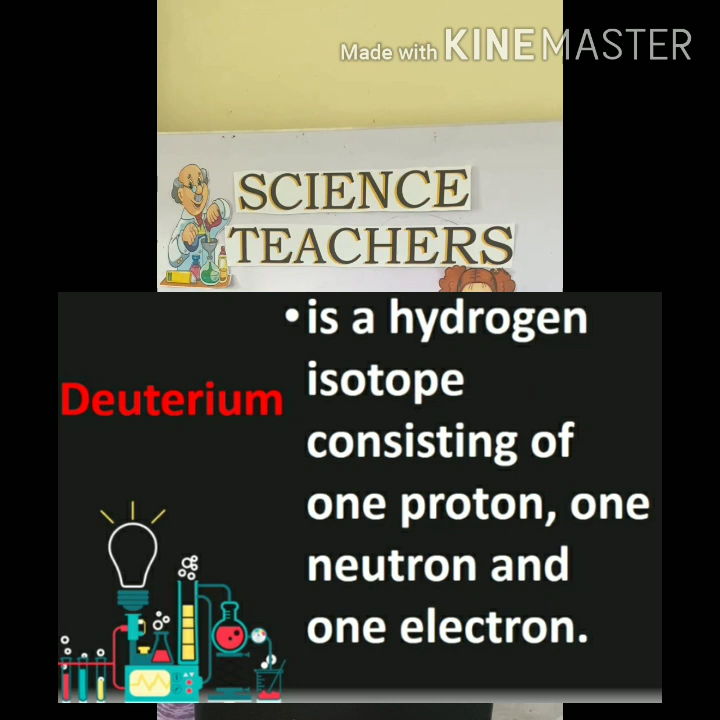 Made with KINEMASTER
SCIENCE
TEACHERS
Deuterium
• is a hydrogen
isotope
consisting of
one proton, one
neutron and
one electron.